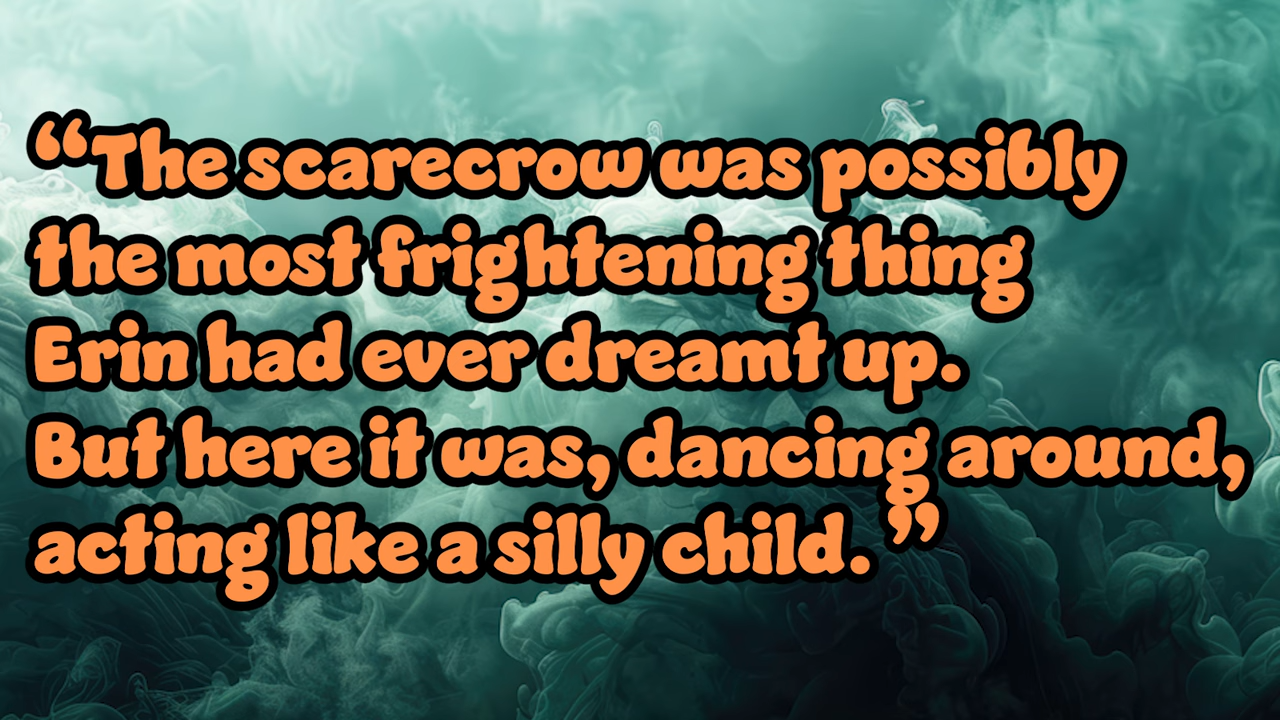 “The scarecrow was possibly
the most frightening thing
Erin had ever dreamt up.
But here it was, dancing around,
acting like a silly child. ”